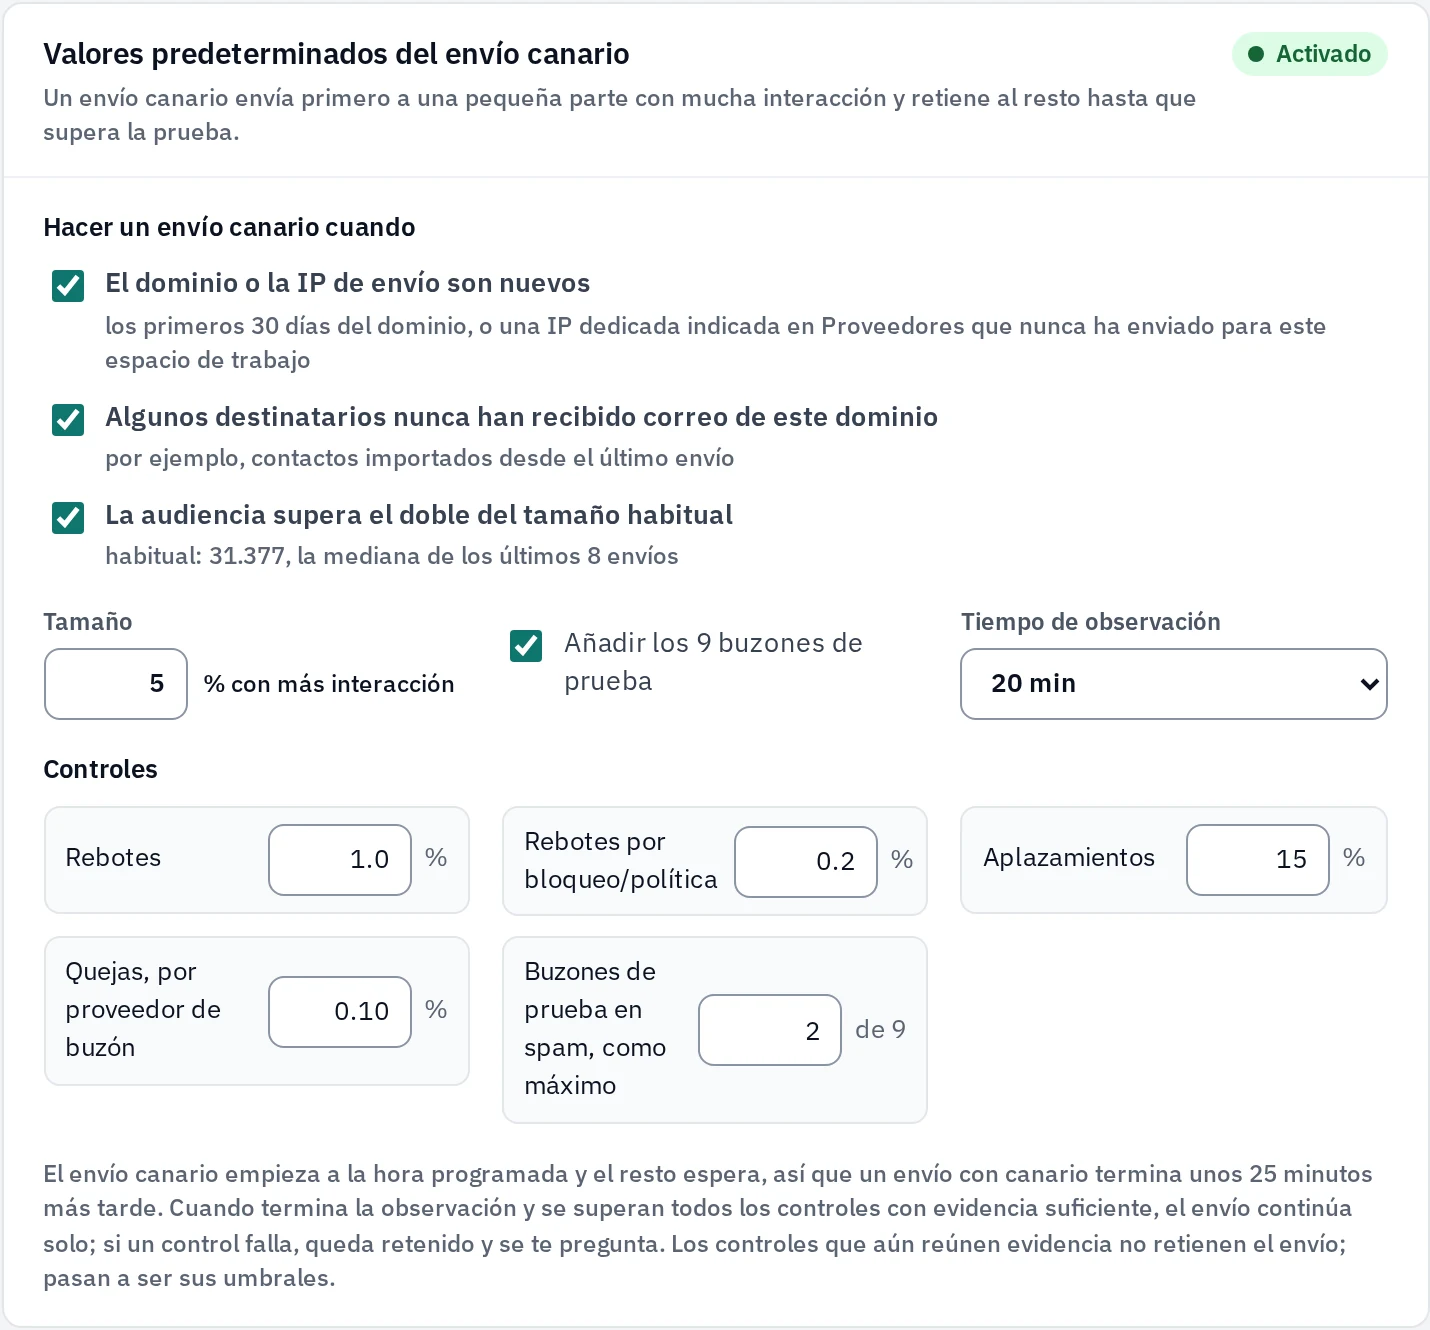 Valores predeterminados del envío canario
Activado
Un envío canario envía primero a una pequeña parte con mucha interacción y retiene al resto hasta que
supera la prueba.
Hacer un envío canario cuando
El dominio o la IP de envío son nuevos
los primeros 30 días del dominio, o una IP dedicada indicada en Proveedores que nunca ha enviado para este
espacio de trabajo
Algunos destinatarios nunca han recibido correo de este dominio
por ejemplo, contactos importados desde el último envío
La audiencia supera el doble del tamaño habitual
habitual: 31.377, la mediana de los últimos 8 envíos
Tamaño
5 % con más interacción
Añadir los 9 buzones de
prueba
Tiempo de observación
20 min
Controles
Rebotes 1.0 %
Rebotes por
bloqueo/política 0.2 %
Aplazamientos 15 %
Quejas, por
proveedor de
buzón 0.10 %
Buzones de
prueba en
spam, como
máximo 2 de 9
El envío canario empieza a la hora programada y el resto espera, así que un envío con canario termina unos 25 minutos
más tarde. Cuando termina la observación y se superan todos los controles con evidencia suficiente, el envío continúa
solo; si un control falla, queda retenido y se te pregunta. Los controles que aún reúnen evidencia no retienen el envío;
pasan a ser sus umbrales.